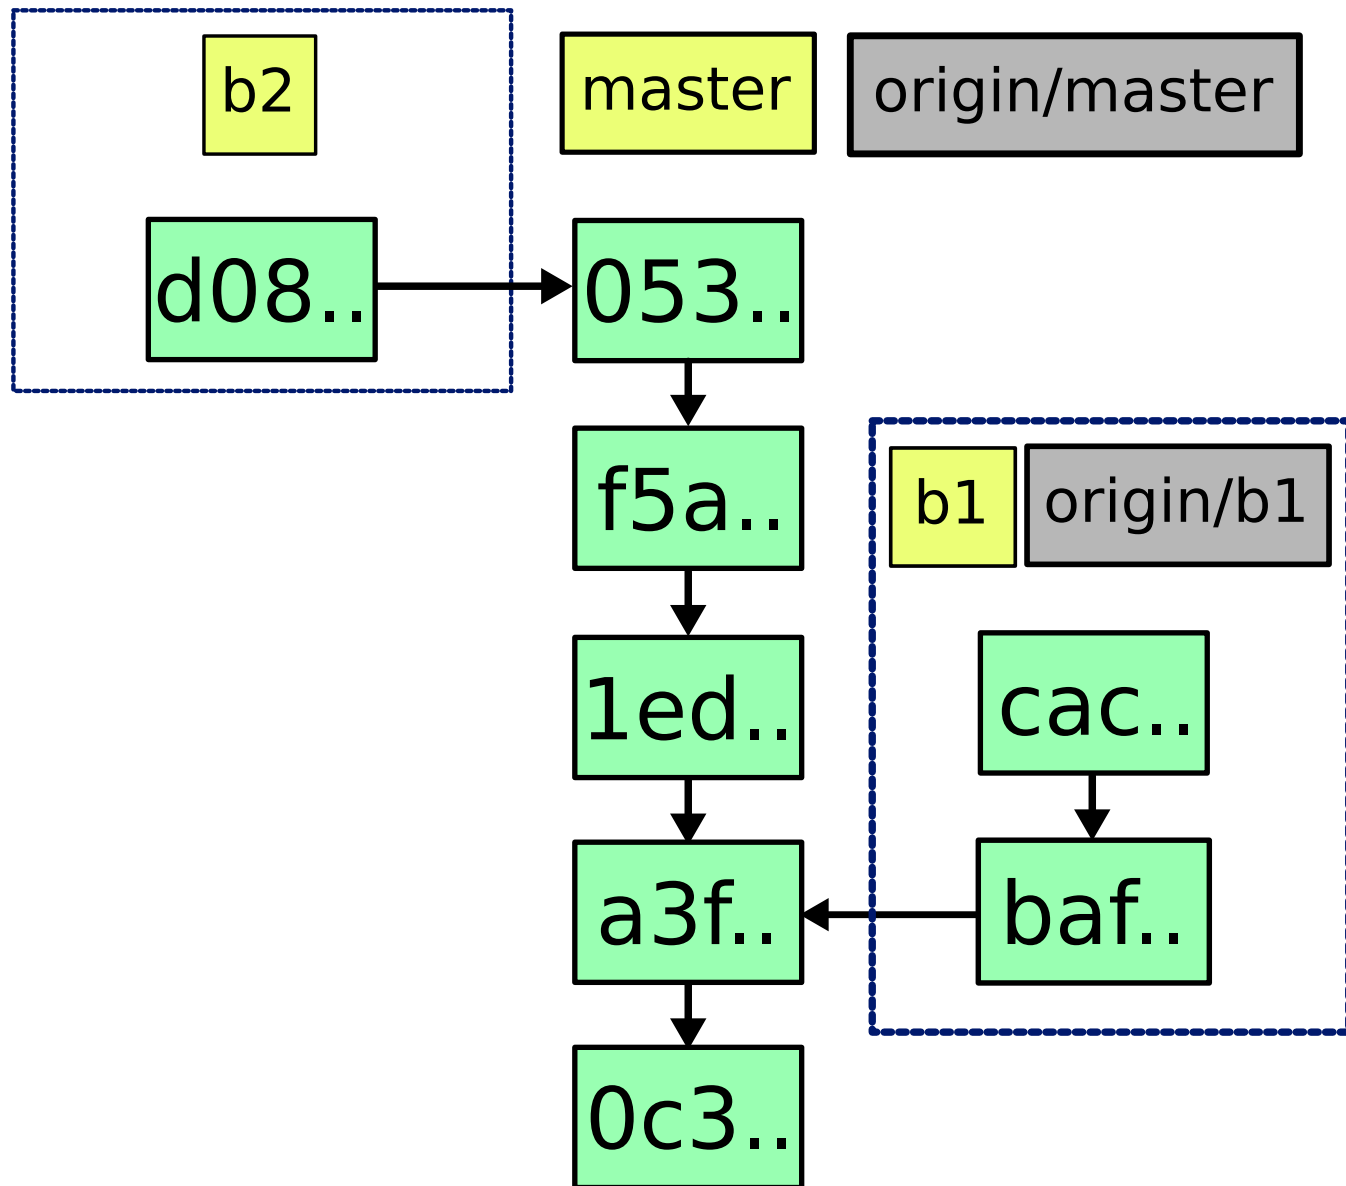 b2
master
origin/master
d08..
053..
f5a..
b1
origin/b1
1ed..
cac..
a3f..
baf..
0c3..